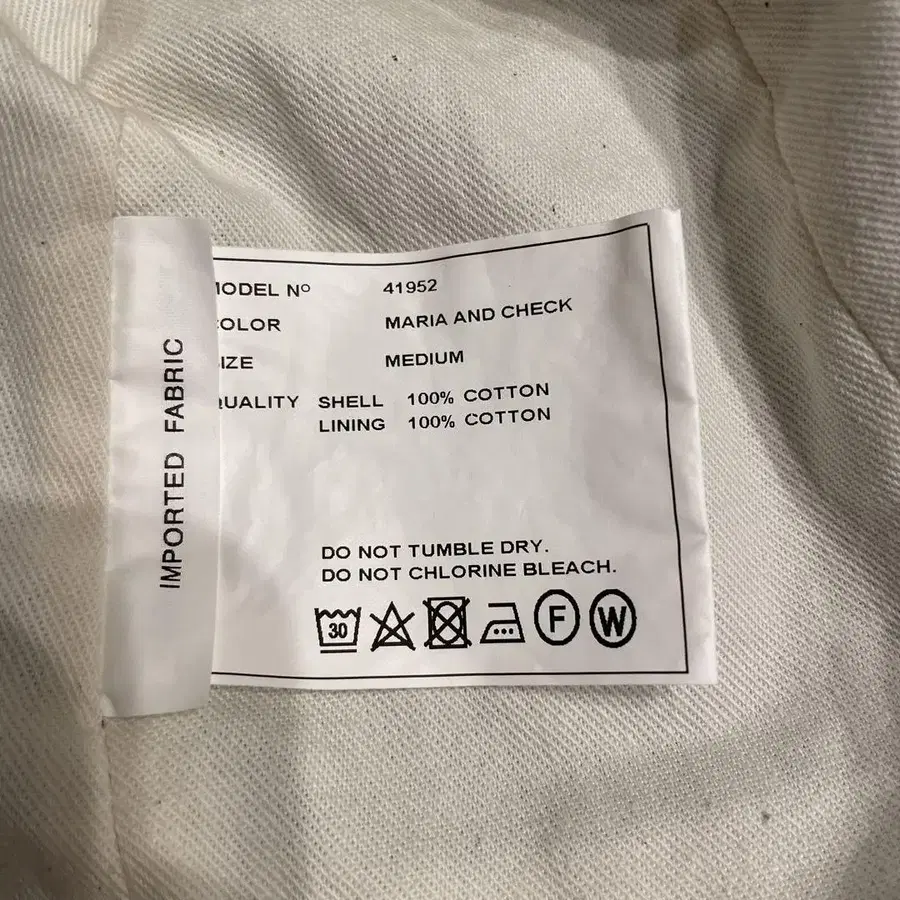 IMPORTED FABRIC
MODEL Nº 41952
COLOR MARIA AND CHECK
SIZE MEDIUM
QUALITY SHELL 100% COTTON
LINING 100% COTTON
DO NOT TUMBLE DRY.
DO NOT CHLORINE BLEACH.
30 F W